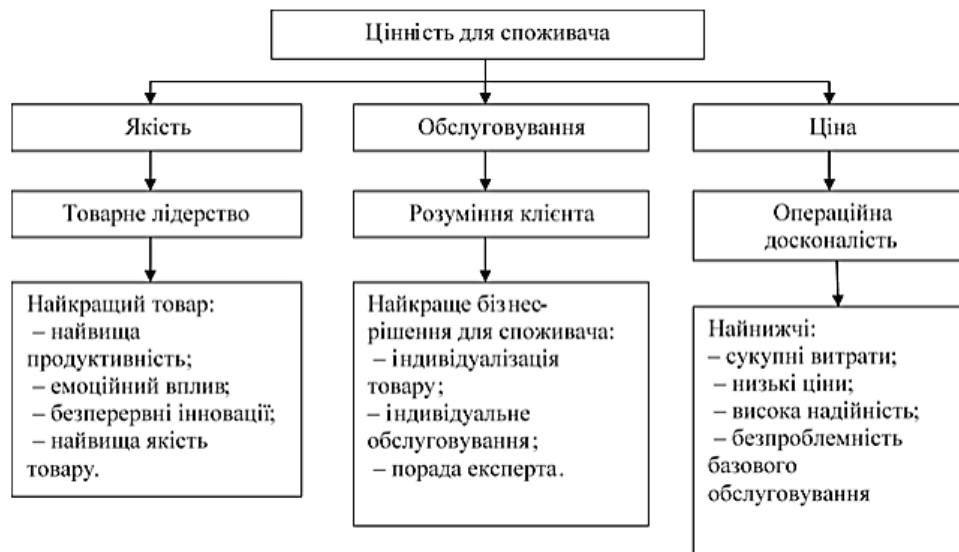 Цінність для споживача
Якість
Обслуговування
Ціна
Товарне лідерство
Розуміння клієнта
Операційна
досконалість
Найкращий товар:
– найвища
продуктивність;
– емоційний вплив;
– безперервні інновації;
– найвища якість
товару.
Найкраще бізнес-
рішення для споживача:
– індивідуалізація
товару;
– індивідуальне
обслуговування;
– порада експерта.
Найнижчі:
– сукупні витрати;
– низькі ціни;
– висока надійність;
– безпроблемність
базового
обслуговування